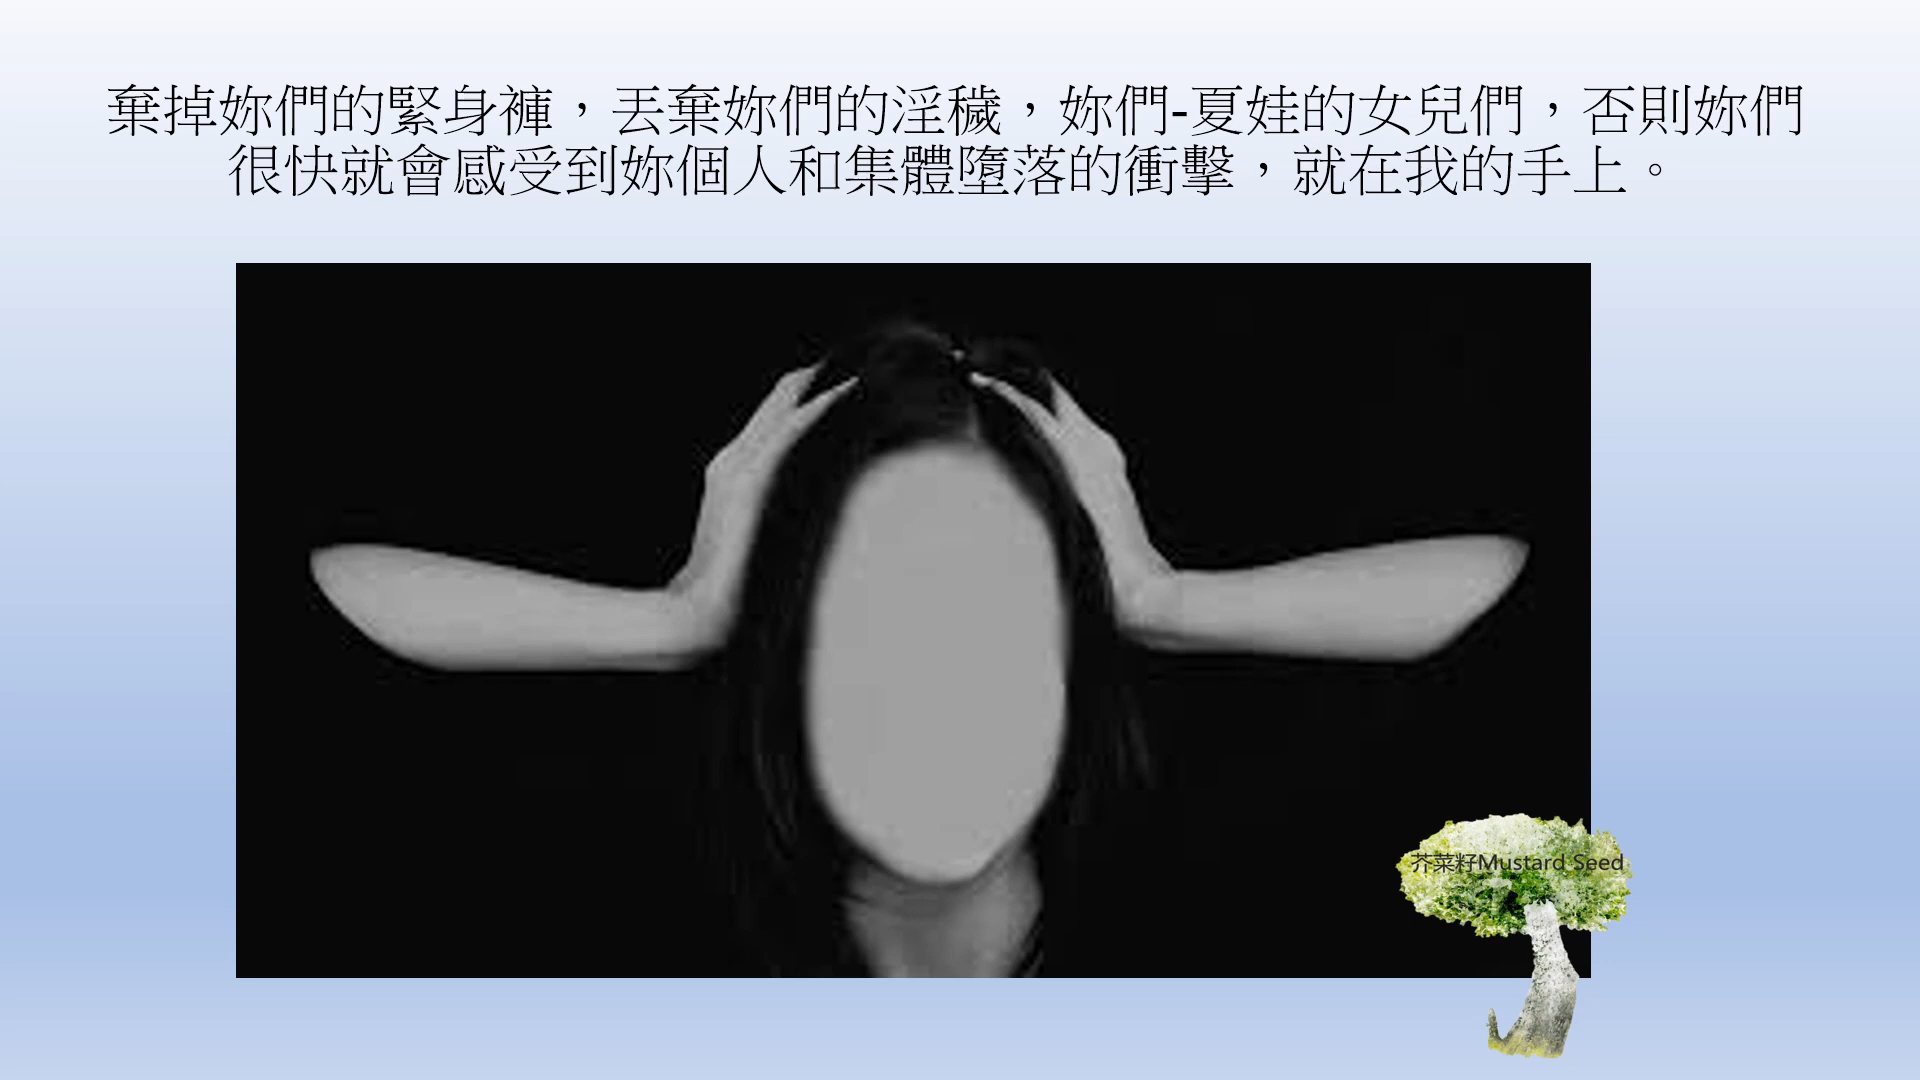 棄掉妳們的緊身褲，丟棄妳們的淫穢，妳們-夏娃的女兒們，否則妳們
很快就會感受到妳個人和集體墮落的衝擊，就在我的手上。
芥菜籽Mustard Seed